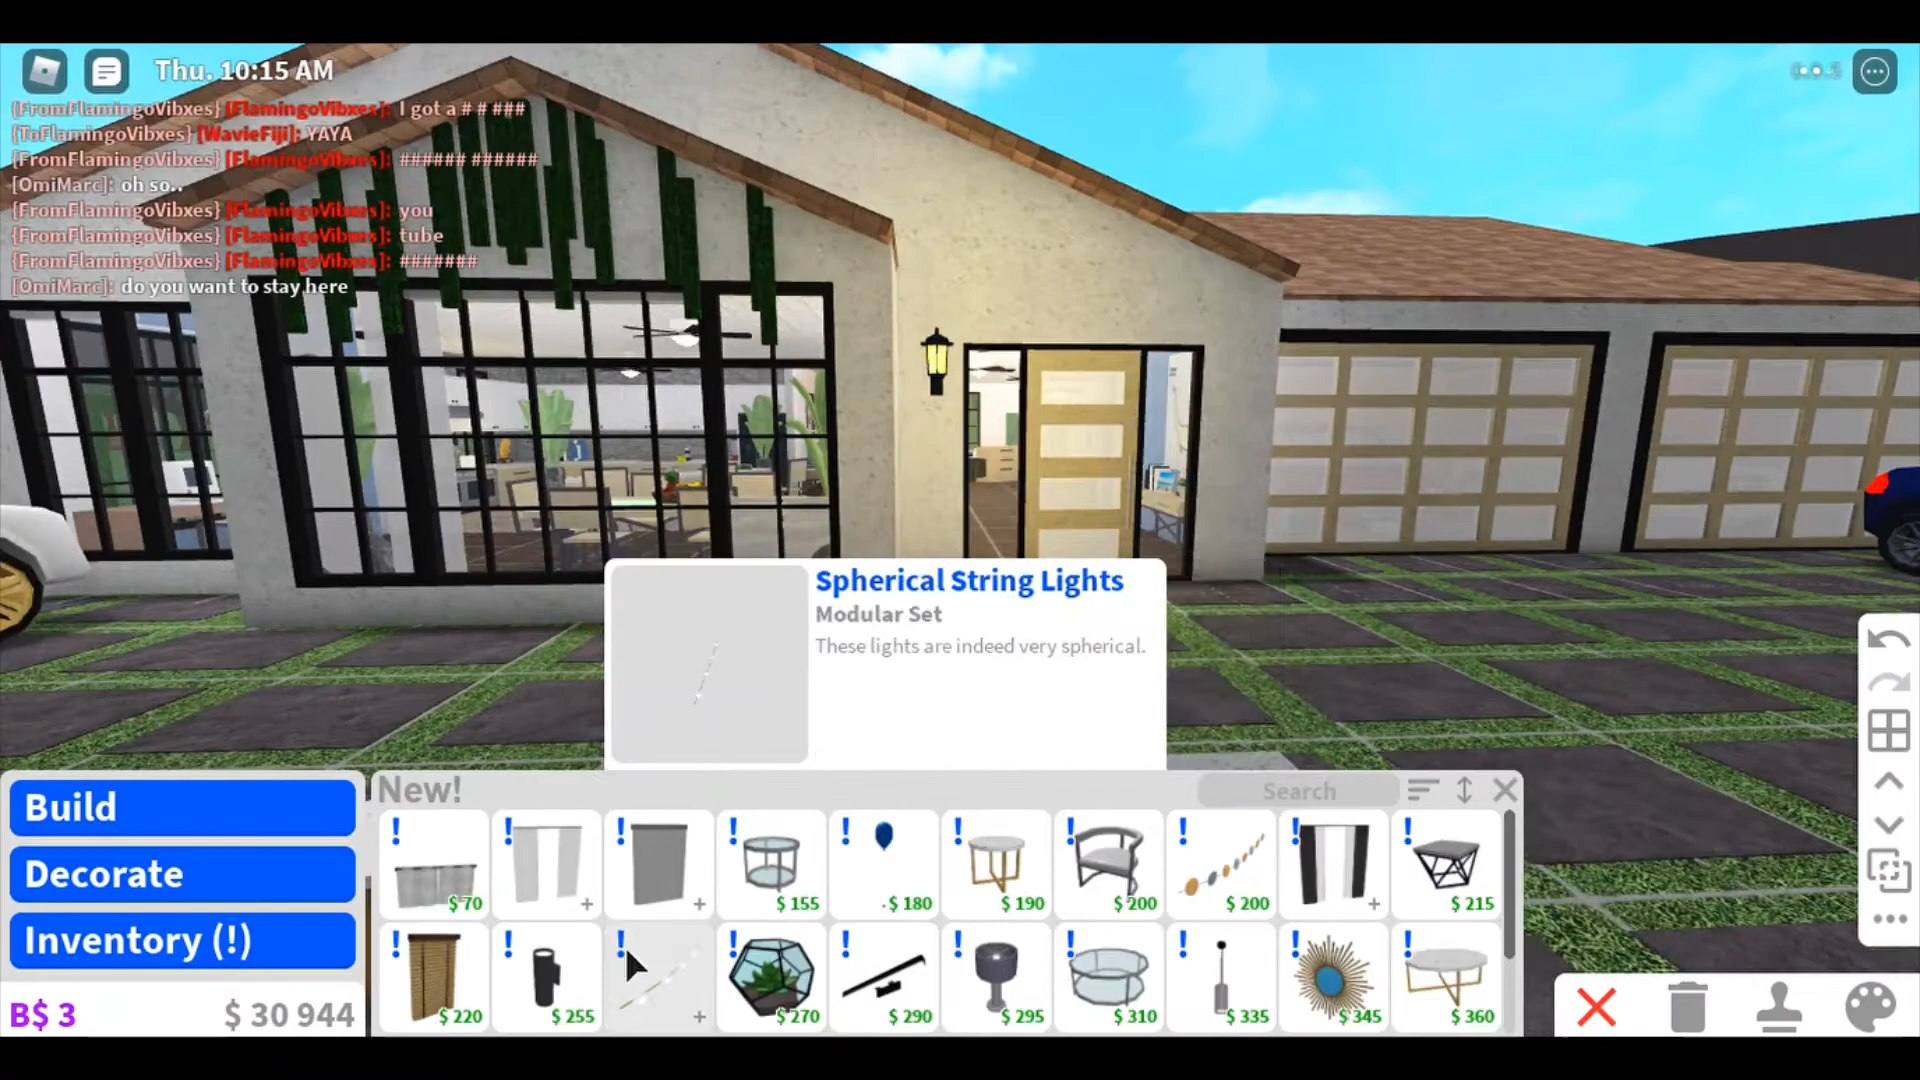 Thu. 10:15 AM
{FromFlamingoVibxes} [FlamingoVibxes]: I got a # # ###
{ToFlamingoVibxes} [WavieFiji]: YAYA
{FromFlamingoVibxes} [FlamingoVibxes]: ###### ######
[OmiMarc]: oh so..
{FromFlamingoVibxes} [FlamingoVibxes]: you
{FromFlamingoVibxes} [FlamingoVibxes]: tube
{FromFlamingoVibxes} [FlamingoVibxes]: #######
[OmiMarc]: do you want to stay here
Spherical String Lights
Modular Set
These lights are indeed very spherical.
New!
Search
Build
Decorate
Inventory (!)
B$ 3
$ 30 944
! ! ! ! ! ! ! ! ! !
$ 70 + + $ 155 $ 180 $ 190 $ 200 $ 200 + $ 215
! ! ! ! ! ! ! ! ! !
$ 220 $ 255 + $ 270 $ 290 $ 295 $ 310 $ 335 $ 345 $ 360